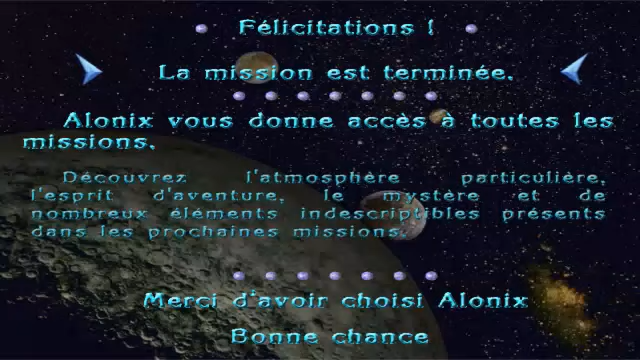 Félicitations !
La mission est terminée.
Alonix vous donne accès à toutes les
missions.
Découvrez l'atmosphère particulière,
l'esprit d'aventure, le mystère et de
nombreux éléments indescriptibles présents
dans les prochaines missions.
Merci d'avoir choisi Alonix
Bonne chance